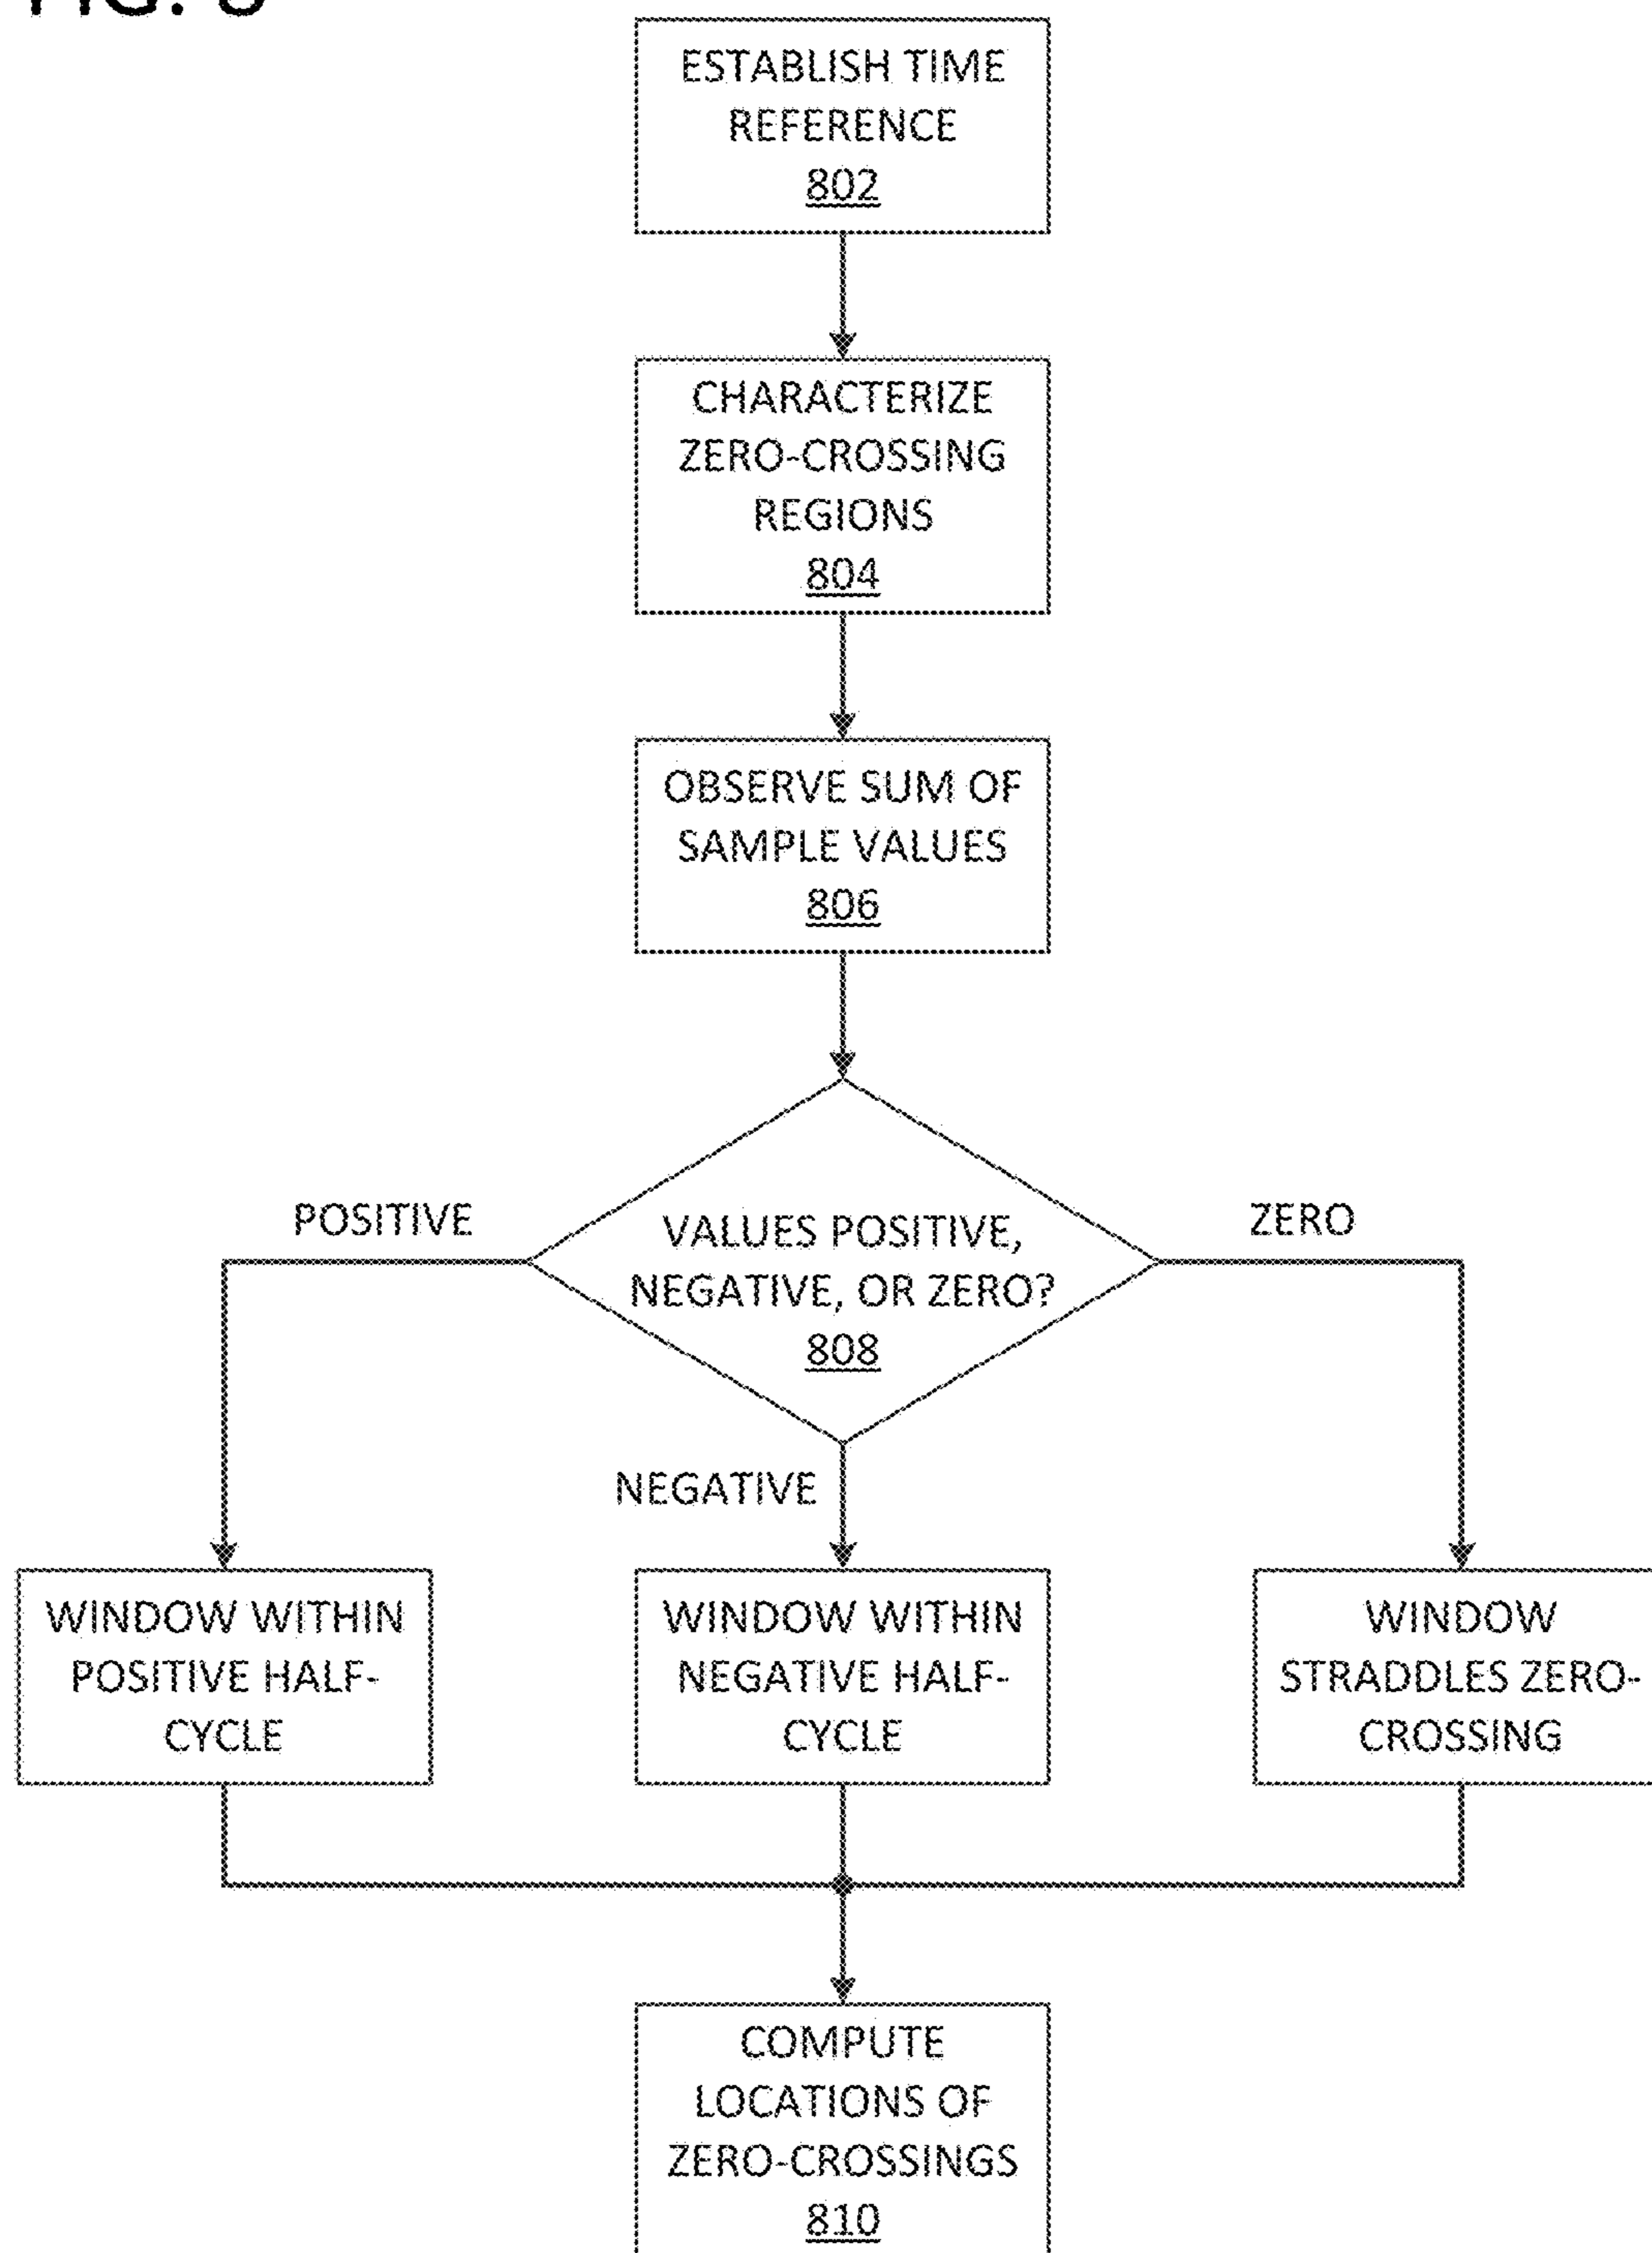 FIG. 8
ESTABLISH TIME
REFERENCE
802
CHARACTERIZE
ZERO-CROSSING
REGIONS
804
OBSERVE SUM OF
SAMPLE VALUES
806
POSITIVE
ZERO
VALUES POSITIVE,
NEGATIVE, OR ZERO?
808
NEGATIVE
WINDOW WITHIN
POSITIVE HALF-
CYCLE
WINDOW WITHIN
NEGATIVE HALF-
CYCLE
WINDOW
STRADDLES ZERO-
CROSSING
COMPUTE
LOCATIONS OF
ZERO-CROSSINGS
810